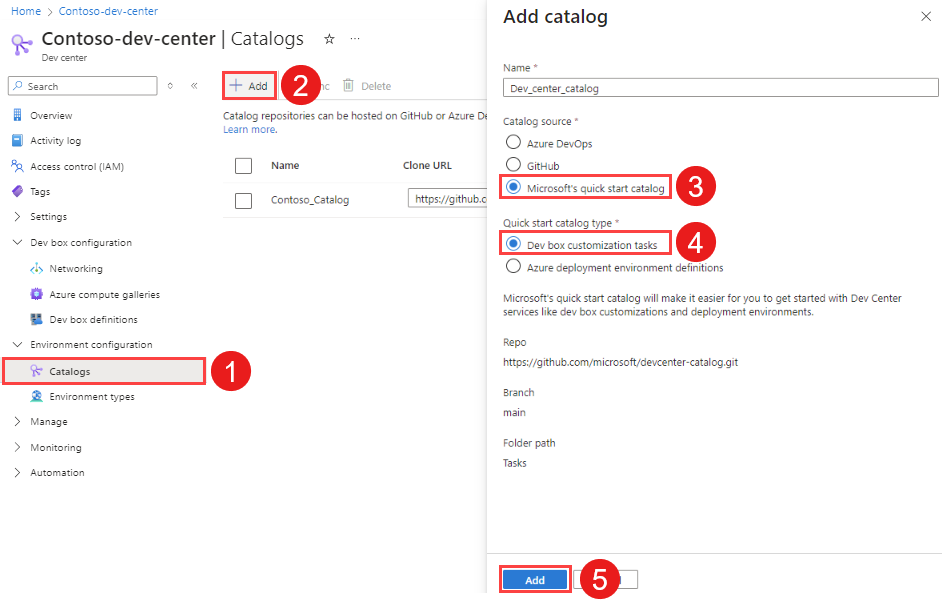 Home > Contoso-dev-center
Contoso-dev-center | Catalogs
Dev center
Search
Overview
Activity log
Access control (IAM)
Tags
Settings
Dev box configuration
Networking
Azure compute galleries
Dev box definitions
Environment configuration
Catalogs
1
Environment types
Manage
Monitoring
Automation
+ Add
2
Delete
Catalog repositories can be hosted on GitHub or Azure De
Learn more.
Name Clone URL
Contoso_Catalog https://github.c
Add catalog
Name *
Dev_center_catalog
Catalog source *
Azure DevOps
GitHub
Microsoft's quick start catalog
3
Quick start catalog type *
Dev box customization tasks
4
Azure deployment environment definitions
Microsoft's quick start catalog will make it easier for you to get started with Dev Center
services like dev box customizations and deployment environments.
Repo
https://github.com/microsoft/devcenter-catalog.git
Branch
main
Folder path
Tasks
Add
5